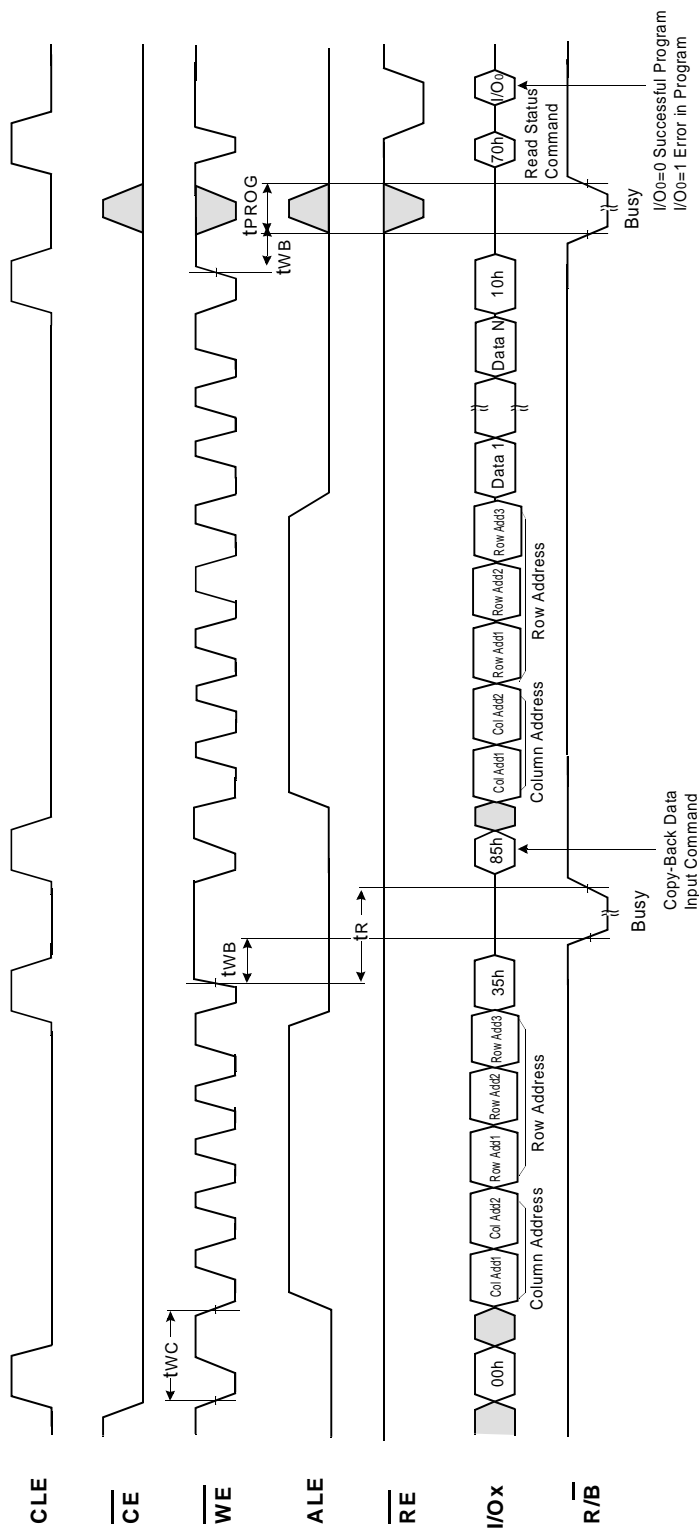 CLE
CE
WE
tWC
tWB
tWB
tPROG
ALE
RE
tR
I/Ox
00h
Col Add1
Col Add2
Row Add1
Row Add2
Row Add3
35h
85h
Col Add1
Col Add2
Row Add1
Row Add2
Row Add3
Data 1
Data N
10h
70h
I/O0
Column Address
Row Address
Column Address
Row Address
Read Status
Command
R/B
Busy
Busy
Copy-Back Data
Input Command
I/O0=0 Successful Program
I/O0=1 Error in Program